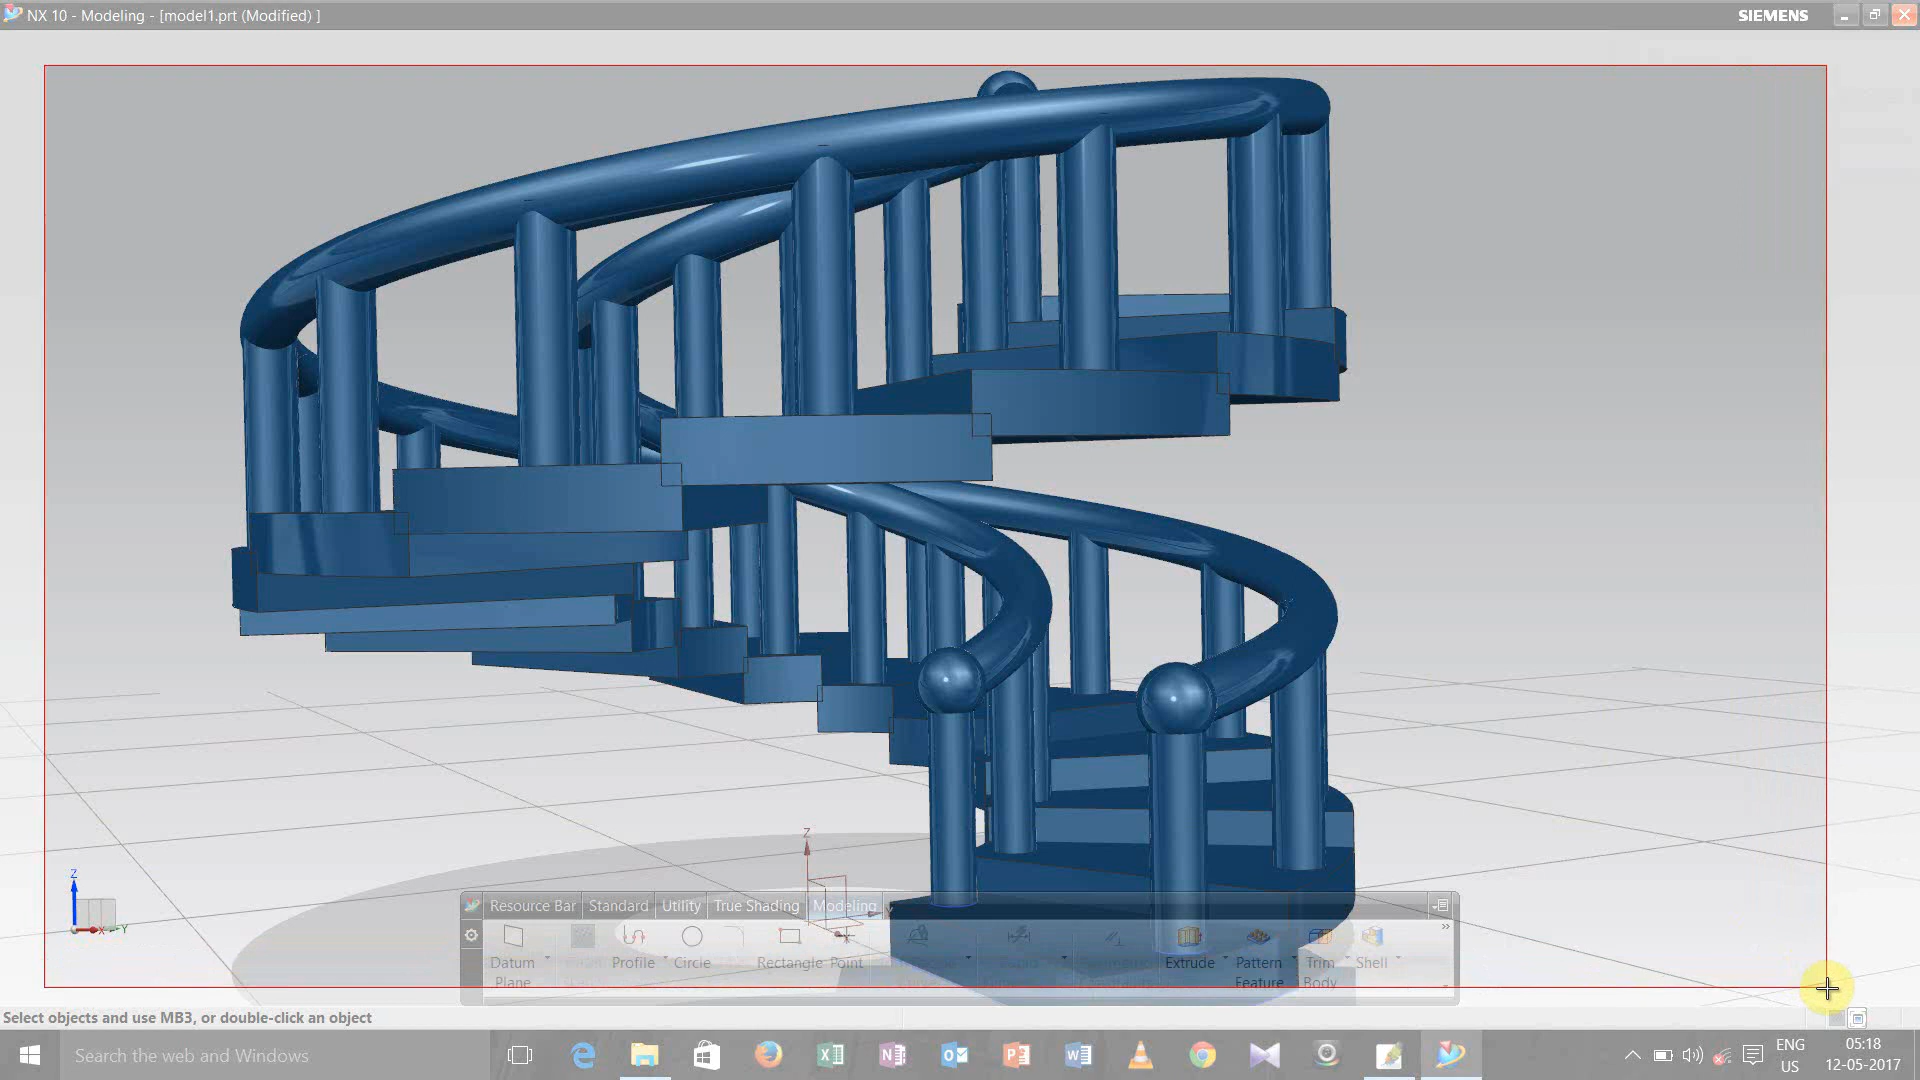 NX 10 - Modeling - [model1.prt (Modified) ]
SIEMENS
Z
Z
X
Y
Resource Bar
Standard
Utility
True Shading
Modeling
Datum Plane
Profile
Circle
Rectangle
Point
Extrude
Pattern Feature
Trim Body
Shell
Select objects and use MB3, or double-click an object
Search the web and Windows
ENG
US
05:18
12-05-2017